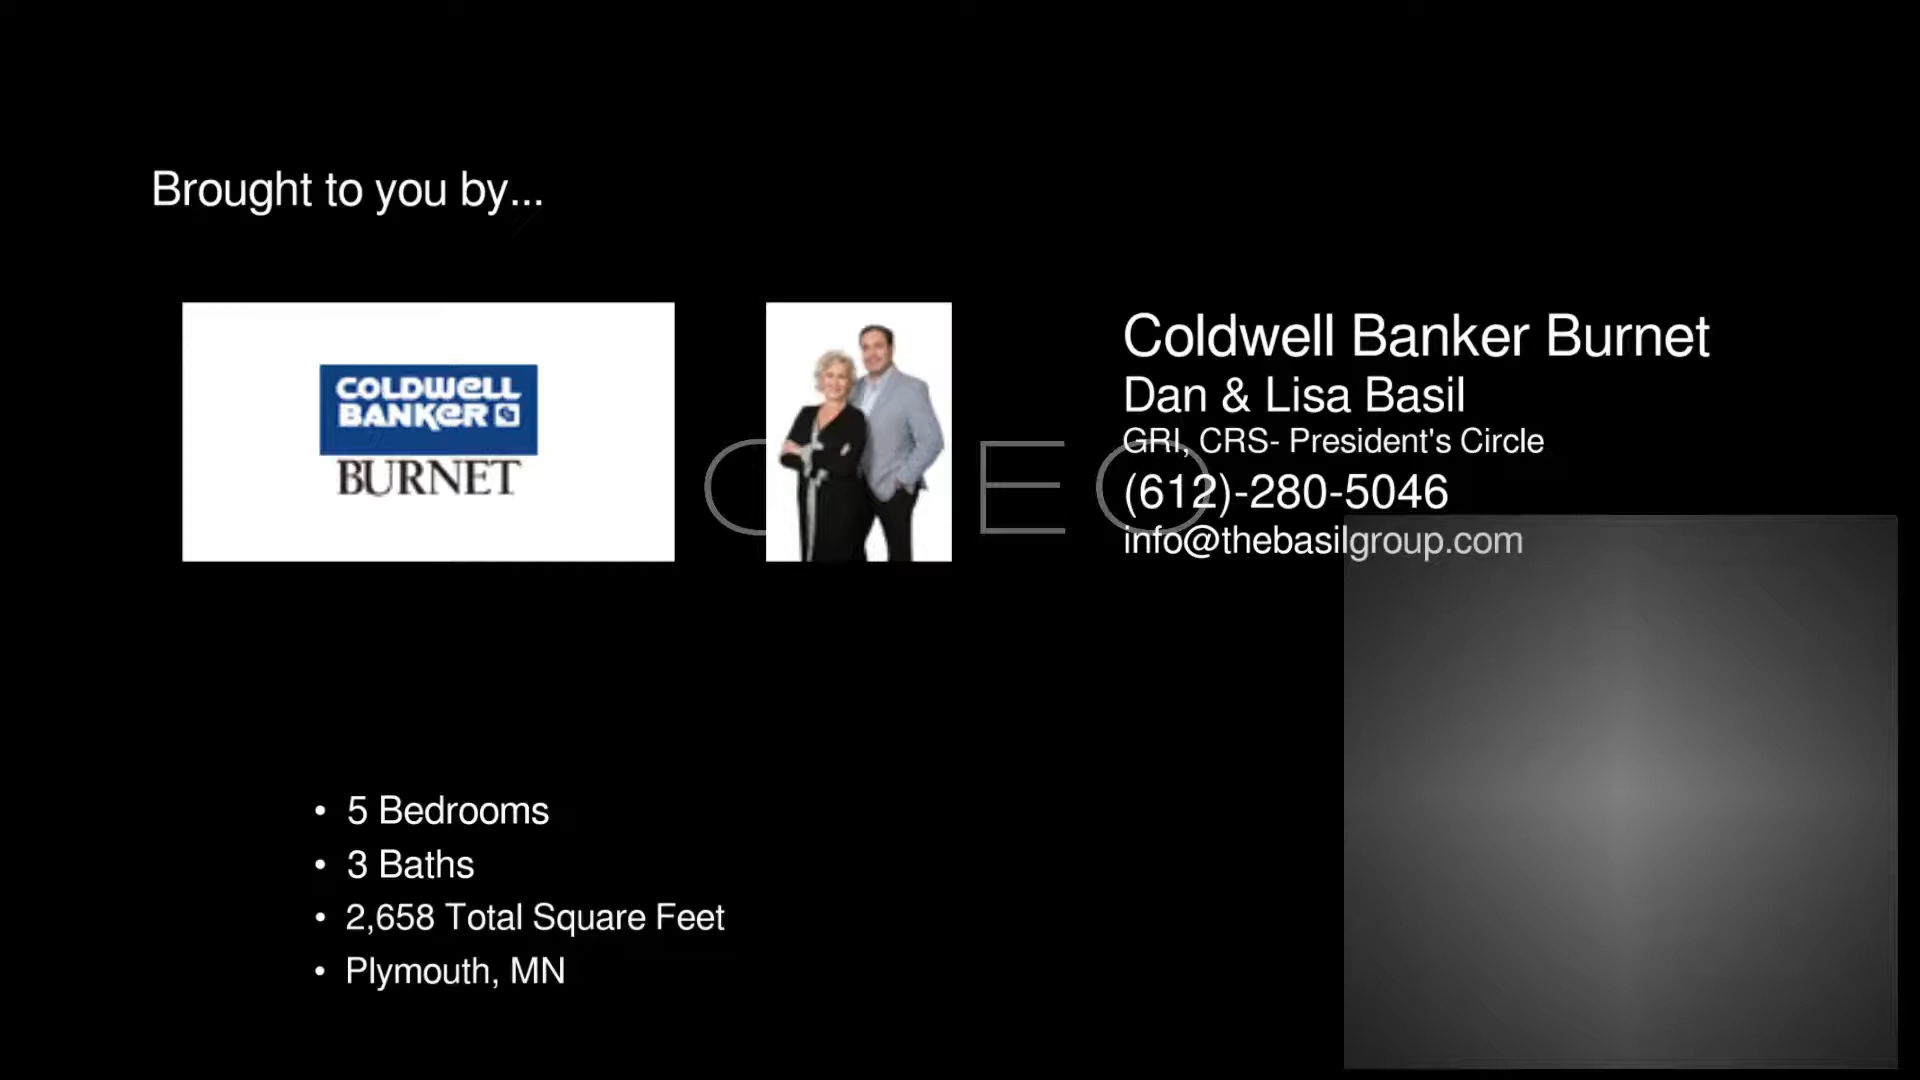 Brought to you by...
COLDWELL
BANKER
BURNET
Coldwell Banker Burnet
Dan & Lisa Basil
GRI, CRS- President's Circle
(612)-280-5046
info@thebasilgroup.com
• 5 Bedrooms
• 3 Baths
• 2,658 Total Square Feet
• Plymouth, MN